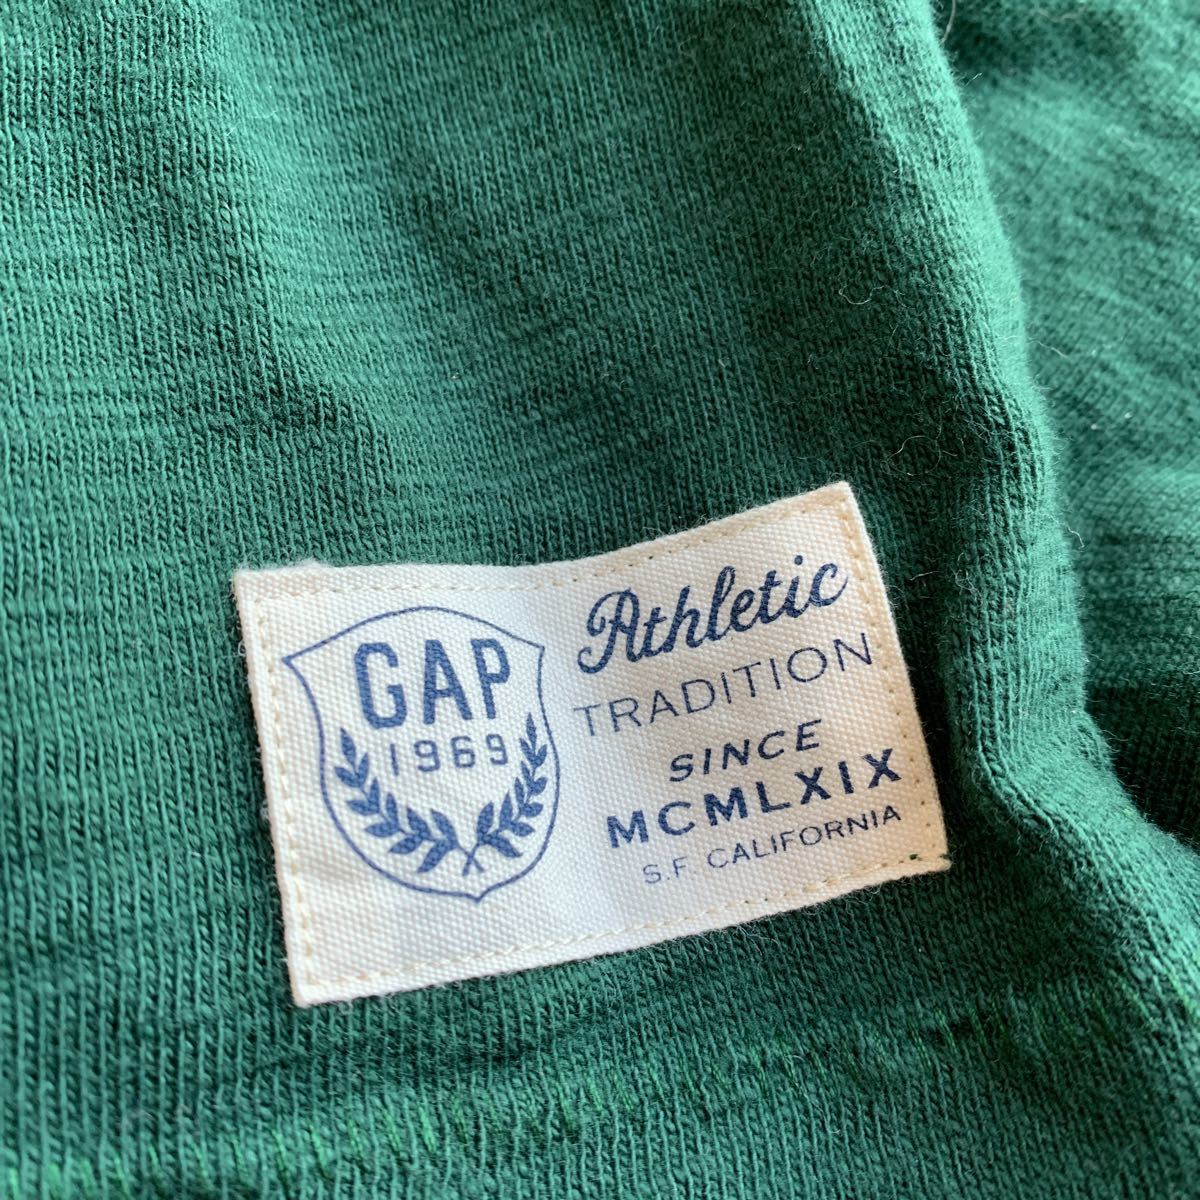 GAP
1969
Athletic
TRADITION
SINCE
MCMLXIX
S.F. CALIFORNIA